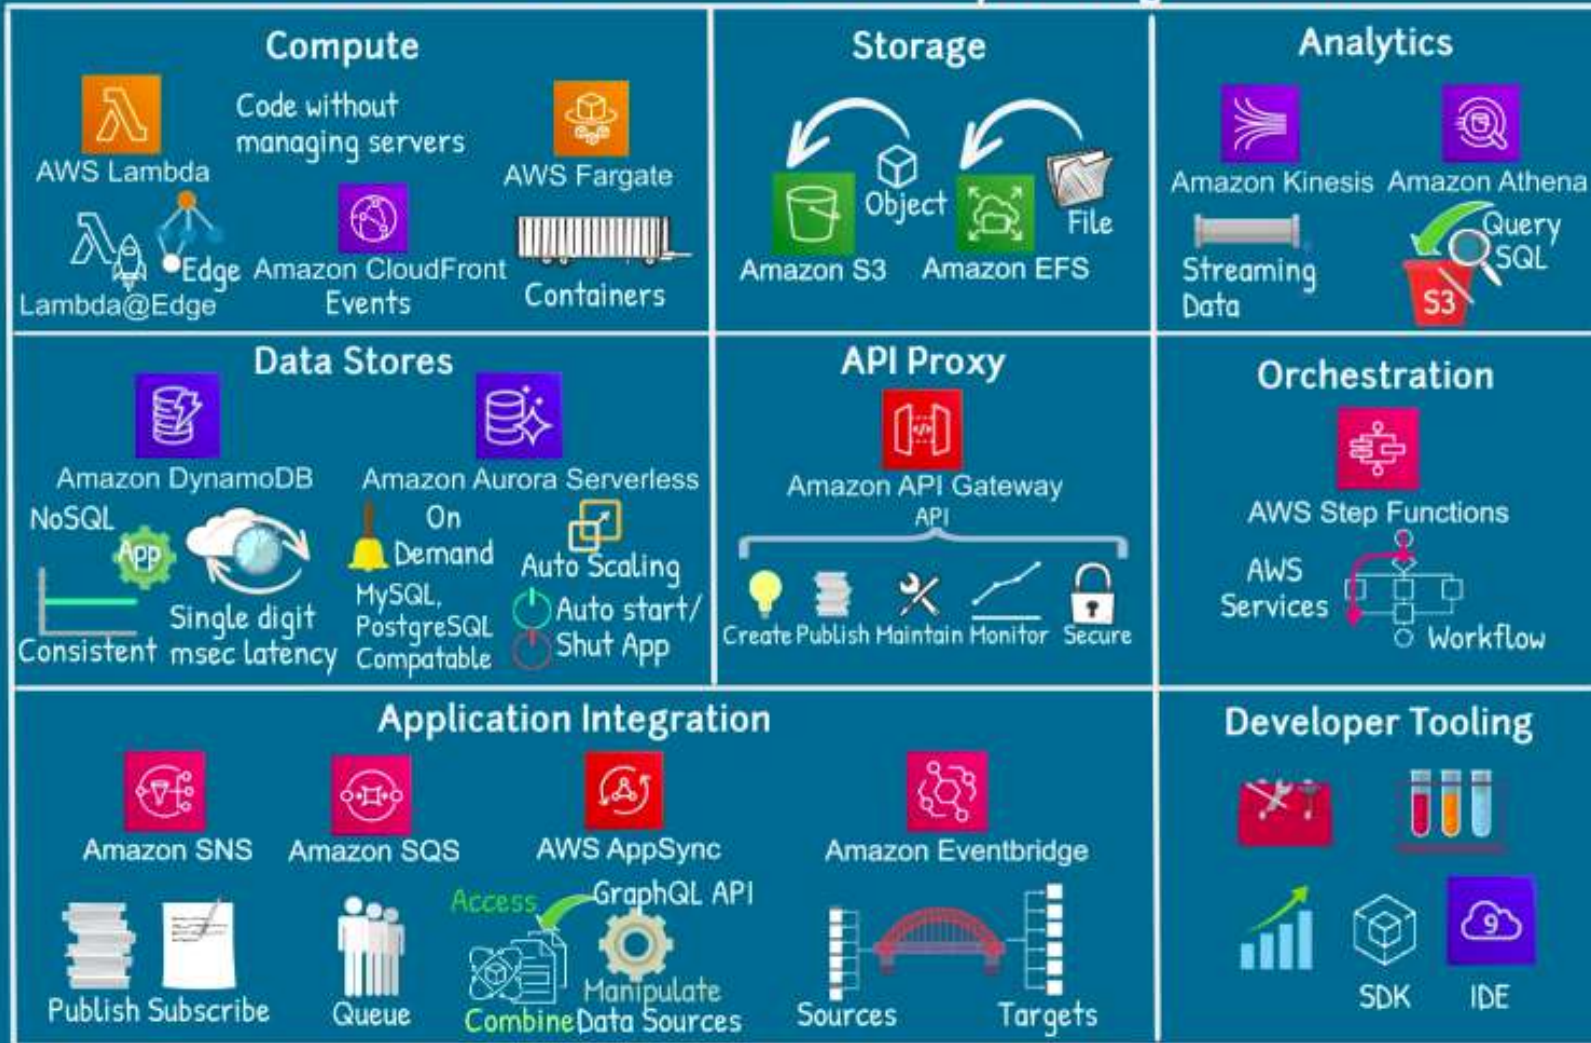 Compute
AWS Lambda
Code without
managing servers
AWS Fargate
Lambda@Edge
Edge
Amazon CloudFront
Events
Containers
Storage
Object
Amazon S3
File
Amazon EFS
Analytics
Amazon Kinesis
Streaming
Data
Amazon Athena
Query
SQL
S3
Data Stores
Amazon DynamoDB
NoSQL
App
Consistent
Single digit
msec latency
Amazon Aurora Serverless
On
Demand
MySQL,
PostgreSQL
Compatable
Auto Scaling
Auto start/
Shut App
API Proxy
Amazon API Gateway
API
Create
Publish
Maintain
Monitor
Secure
Orchestration
AWS Step Functions
AWS
Services
Workflow
Application Integration
Amazon SNS
Publish
Subscribe
Amazon SQS
Queue
AWS AppSync
Access
GraphQL API
Manipulate
Combine
Data Sources
Amazon Eventbridge
Sources
Targets
Developer Tooling
SDK
9
IDE